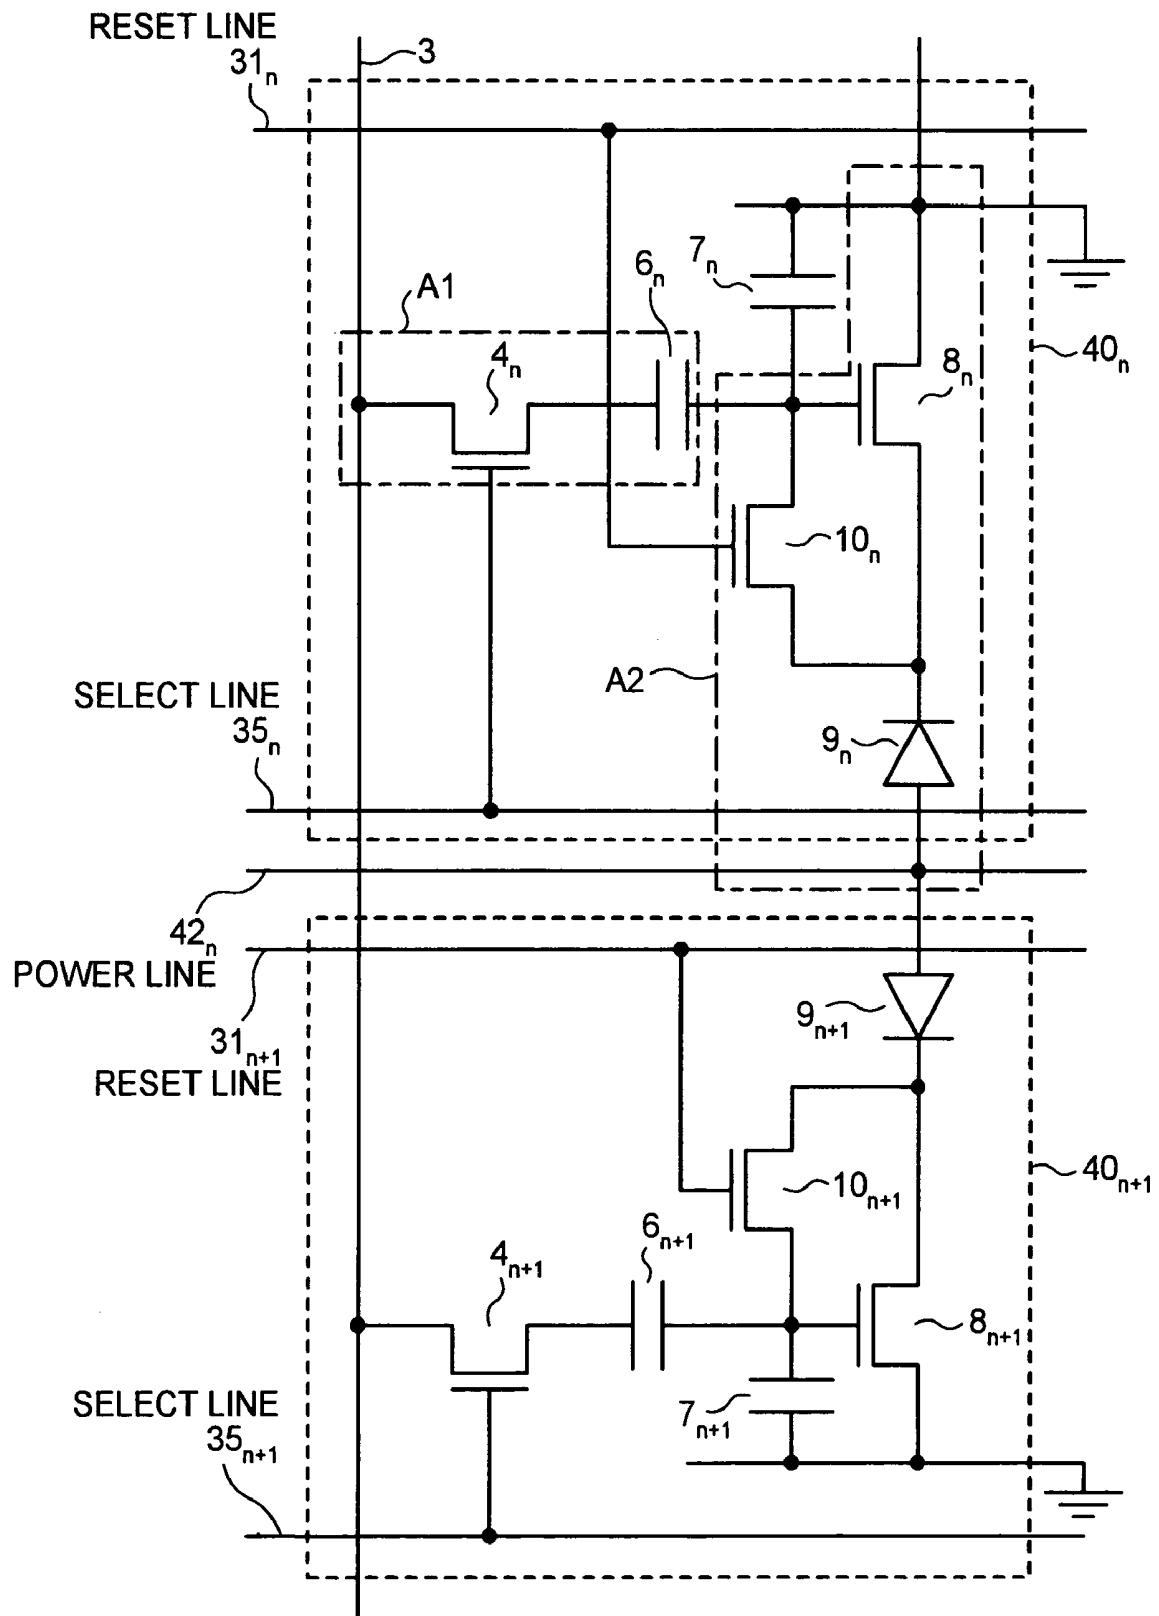 RESET LINE
31n
3
A1
6n
7n
4n
8n
40n
10n
A2
SELECT LINE
35n
9n
42n
POWER LINE
31n+1
RESET LINE
9n+1
10n+1
40n+1
6n+1
4n+1
8n+1
7n+1
SELECT LINE
35n+1